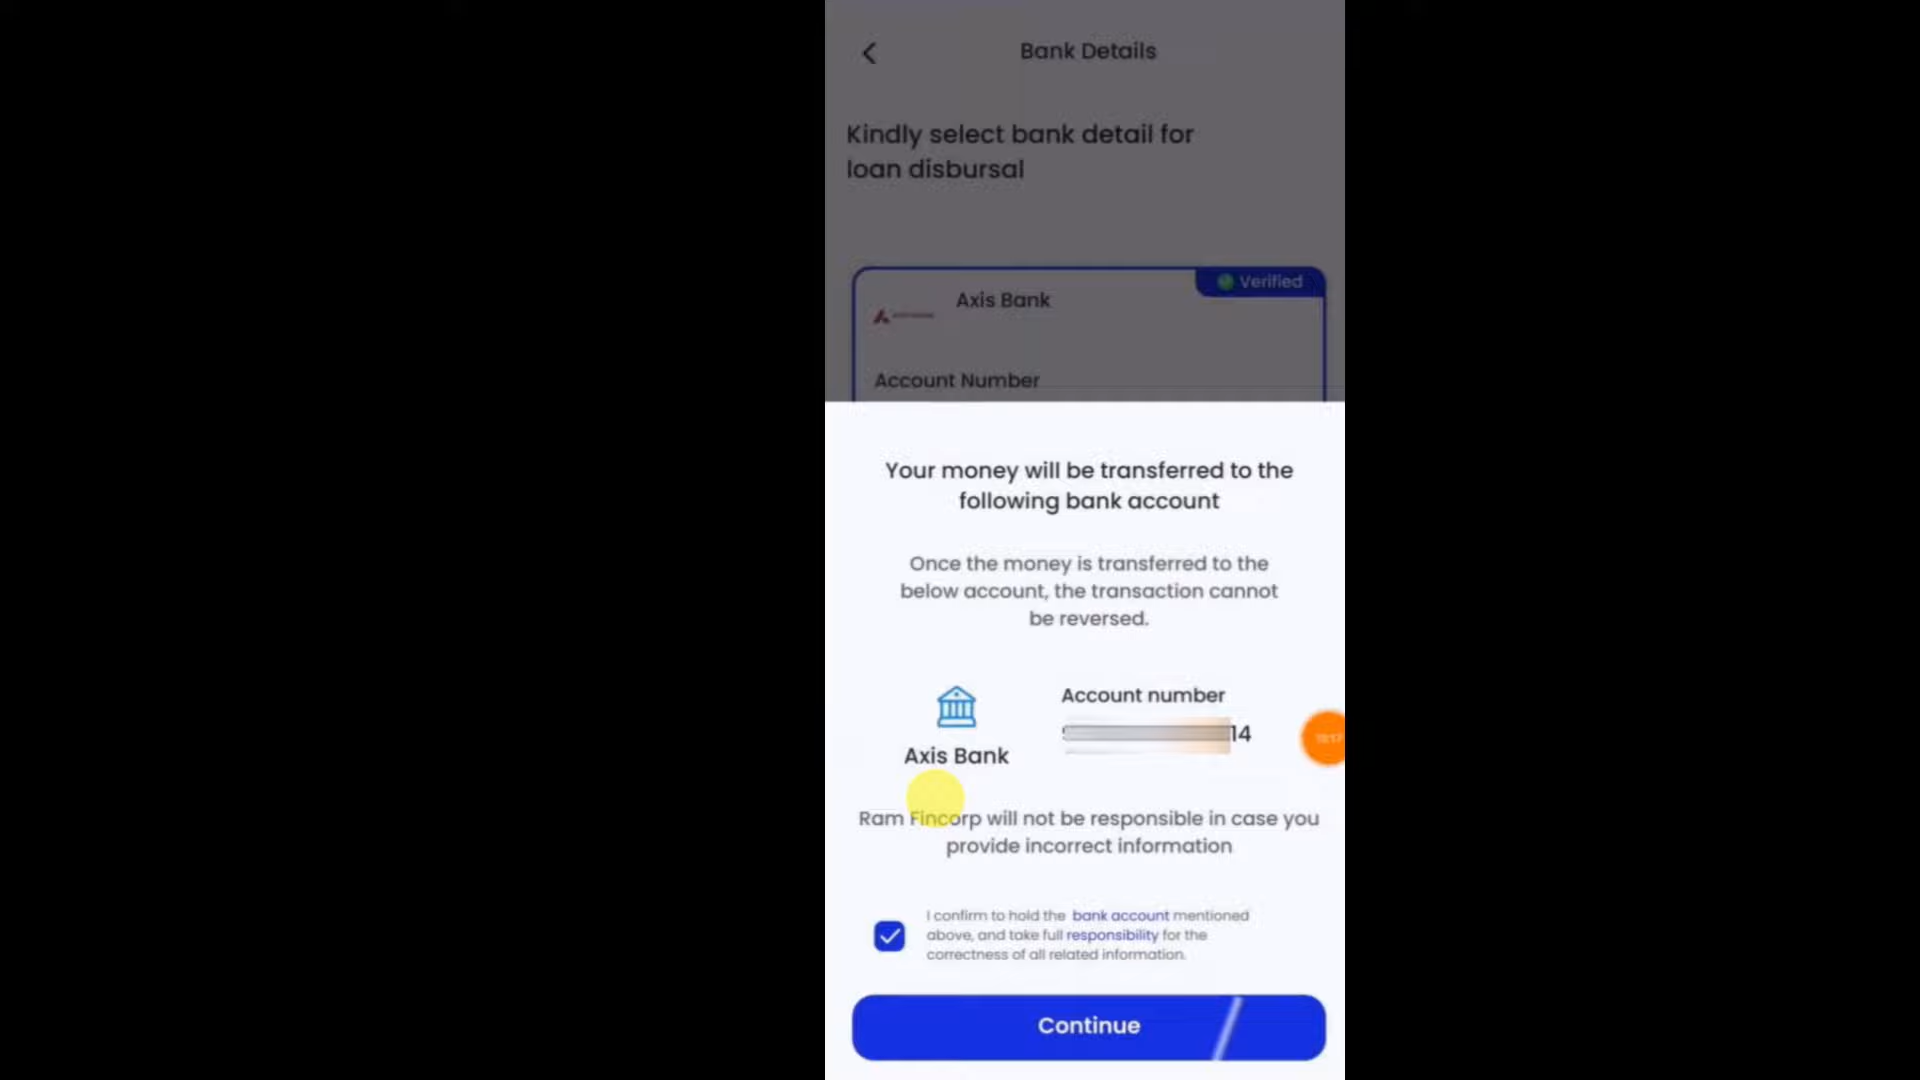 Bank Details
Kindly select bank detail for
loan disbursal
Verified
Axis Bank
Account Number
Your money will be transferred to the
following bank account
Once the money is transferred to the
below account, the transaction cannot
be reversed.
Account number
14
Axis Bank
Ram Fincorp will not be responsible in case you
provide incorrect information
I confirm to hold the bank account mentioned
above, and take full responsibility for the
correctness of all related information.
Continue